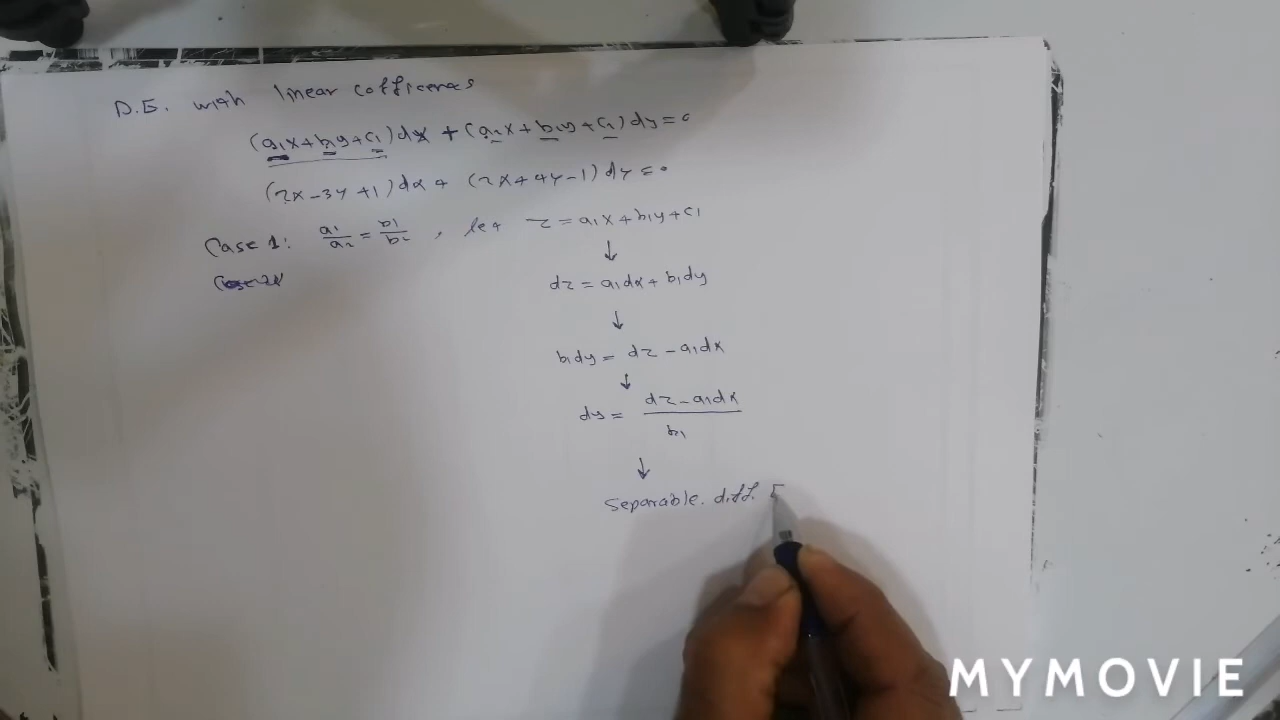 D.E. with linear cofficenes
(a1x+b1y+c1)dx + (a2x+b2y+c2)dy=0
(2x-3y+1)dx + (2x+4y-1)dy=0
Case 1: a1/a2 = b1/b2, let z=a1x+b1y+c1
↓
dz = a1dx + b1dy
↓
b1dy = dz - a1dx
↓
dy = dz-a1dx / b1
↓
Separable. diff.
MYMOVIE